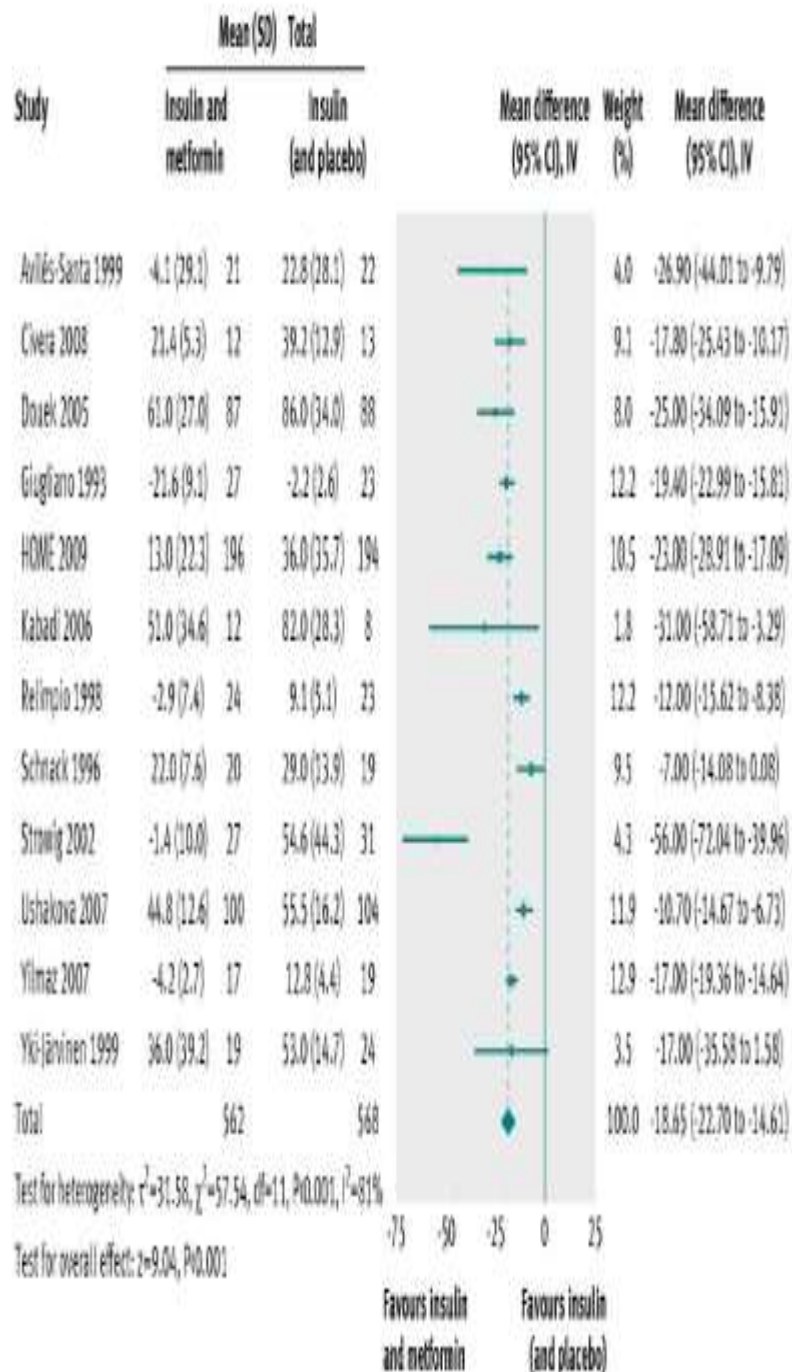 Mean (SD) Total
Study Insulin and metformin Insulin (and placebo) Mean difference (95% CI), IV Weight (%) Mean difference (95% CI), IV
Avilés-Santa 1999 -4.1 (29.1) 21 22.8 (28.1) 22 4.0 -26.90 (-44.01 to -9.79)
Civera 2008 21.4 (5.3) 12 39.2 (12.9) 13 9.1 -17.80 (-25.43 to -10.17)
Douek 2005 61.0 (27.0) 87 86.0 (34.0) 88 8.0 -25.00 (-34.09 to -15.91)
Giugliano 1993 -21.6 (9.1) 27 -2.2 (2.6) 23 12.2 -19.40 (-22.99 to -15.81)
HOME 2009 13.0 (22.3) 196 36.0 (35.7) 194 10.5 -23.00 (-28.91 to -17.09)
Kabadi 2006 51.0 (34.6) 12 82.0 (28.3) 8 1.8 -31.00 (-58.71 to -3.29)
Relimpio 1998 -2.9 (7.4) 24 9.1 (5.1) 23 12.2 -12.00 (-15.62 to -8.38)
Schnack 1996 22.0 (7.6) 20 29.0 (13.9) 19 9.5 -7.00 (-14.08 to 0.08)
Strowig 2002 -1.4 (10.0) 27 54.6 (44.3) 31 4.3 -56.00 (-72.04 to -39.96)
Ushakova 2007 44.8 (12.6) 100 55.5 (16.2) 104 11.9 -10.70 (-14.67 to -6.73)
Yilmaz 2007 -4.2 (2.7) 17 12.8 (4.4) 19 12.9 -17.00 (-19.36 to -14.64)
Yki-Järvinen 1999 36.0 (39.2) 19 53.0 (14.7) 24 3.5 -17.00 (-35.58 to 1.58)
Total 562 568 100.0 -18.65 (-22.70 to -14.61)
Test for heterogeneity: τ²=31.58, χ²=57.54, df=11, P<0.001, I²=81%
-75 -50 -25 0 25
Test for overall effect: z=9.04, P<0.001
Favours insulin and metformin Favours insulin (and placebo)